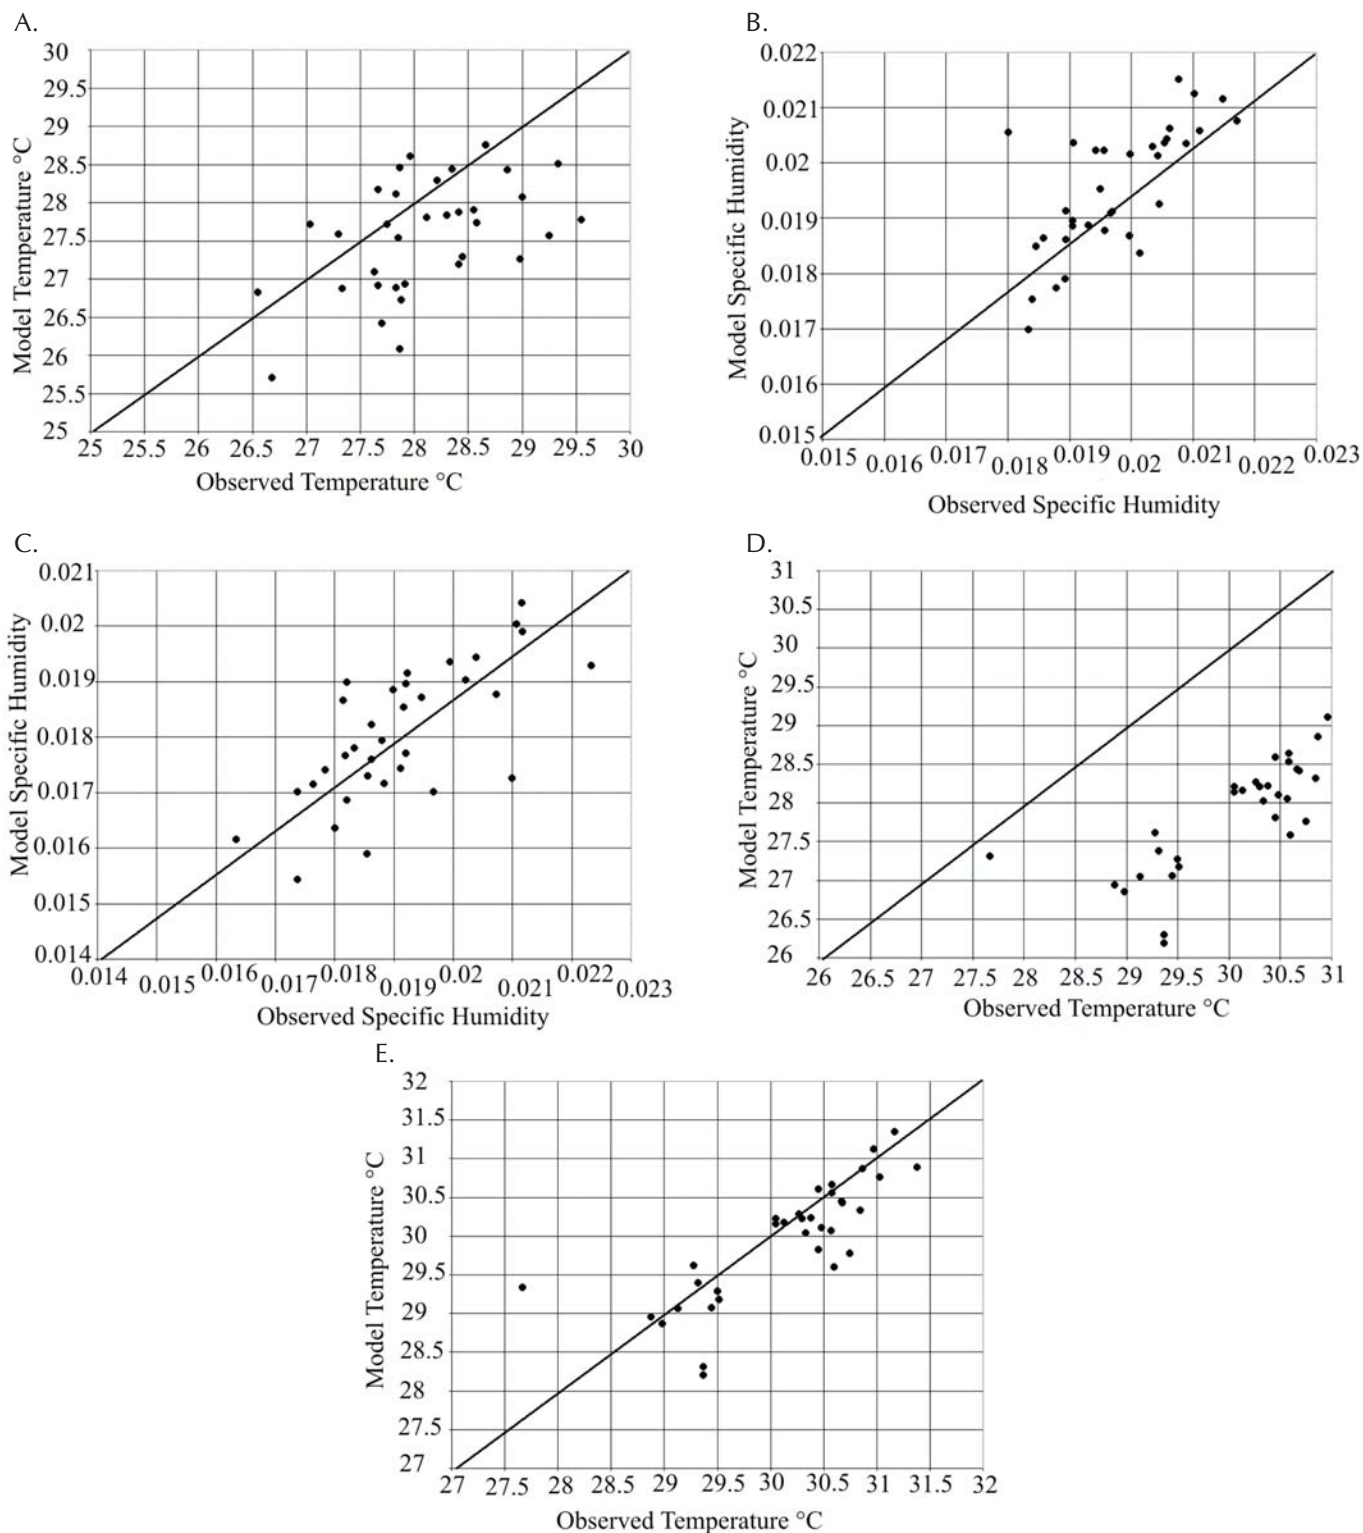 A.
30
29.5
29
28.5
28
27.5
27
26.5
26
25.5
25
Model Temperature °C
25 25.5 26 26.5 27 27.5 28 28.5 29 29.5 30
Observed Temperature °C
B.
0.022
0.021
0.02
0.019
0.018
0.017
0.016
0.015
Model Specific Humidity
0.015 0.016 0.017 0.018 0.019 0.02 0.021 0.022 0.023
Observed Specific Humidity
C.
0.021
0.02
0.019
0.018
0.017
0.016
0.015
0.014
Model Specific Humidity
0.014 0.015 0.016 0.017 0.018 0.019 0.02 0.021 0.022 0.023
Observed Specific Humidity
D.
31
30.5
30
29.5
29
28.5
28
27.5
27
26.5
26
Model Temperature °C
26 26.5 27 27.5 28 28.5 29 29.5 30 30.5 31
Observed Temperature °C
E.
32
31.5
31
30.5
30
29.5
29
28.5
28
27.5
27
Model Temperature °C
27 27.5 28 28.5 29 29.5 30 30.5 31 31.5 32
Observed Temperature °C